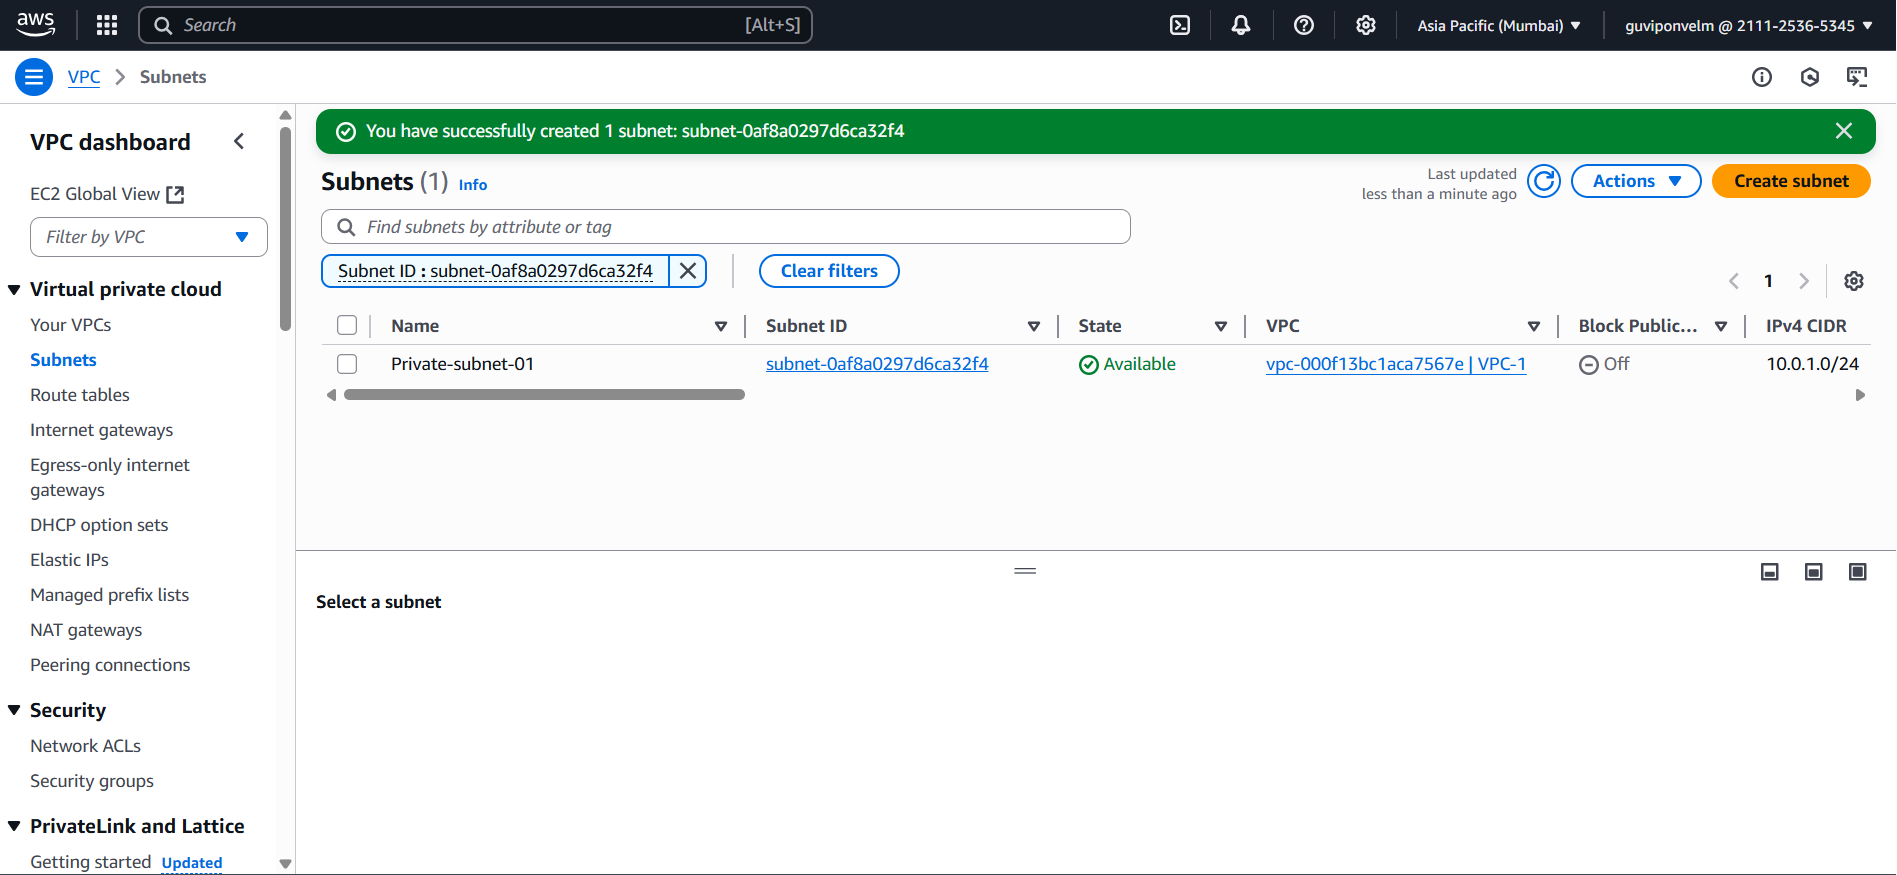 aws
Search [Alt+S]
Asia Pacific (Mumbai)
guviponvelm @ 2111-2536-5345
VPC
Subnets
VPC dashboard
EC2 Global View
Filter by VPC
Virtual private cloud
Your VPCs
Subnets
Route tables
Internet gateways
Egress-only internet
gateways
DHCP option sets
Elastic IPs
Managed prefix lists
NAT gateways
Peering connections
Security
Network ACLs
Security groups
PrivateLink and Lattice
Getting started Updated
You have successfully created 1 subnet: subnet-0af8a0297d6ca32f4
Subnets (1) Info
Last updated
less than a minute ago
Actions
Create subnet
Find subnets by attribute or tag
Subnet ID : subnet-0af8a0297d6ca32f4
Clear filters
1
Name Subnet ID State VPC Block Public... IPv4 CIDR
Private-subnet-01 subnet-0af8a0297d6ca32f4 Available vpc-000f13bc1aca7567e | VPC-1 Off 10.0.1.0/24
Select a subnet